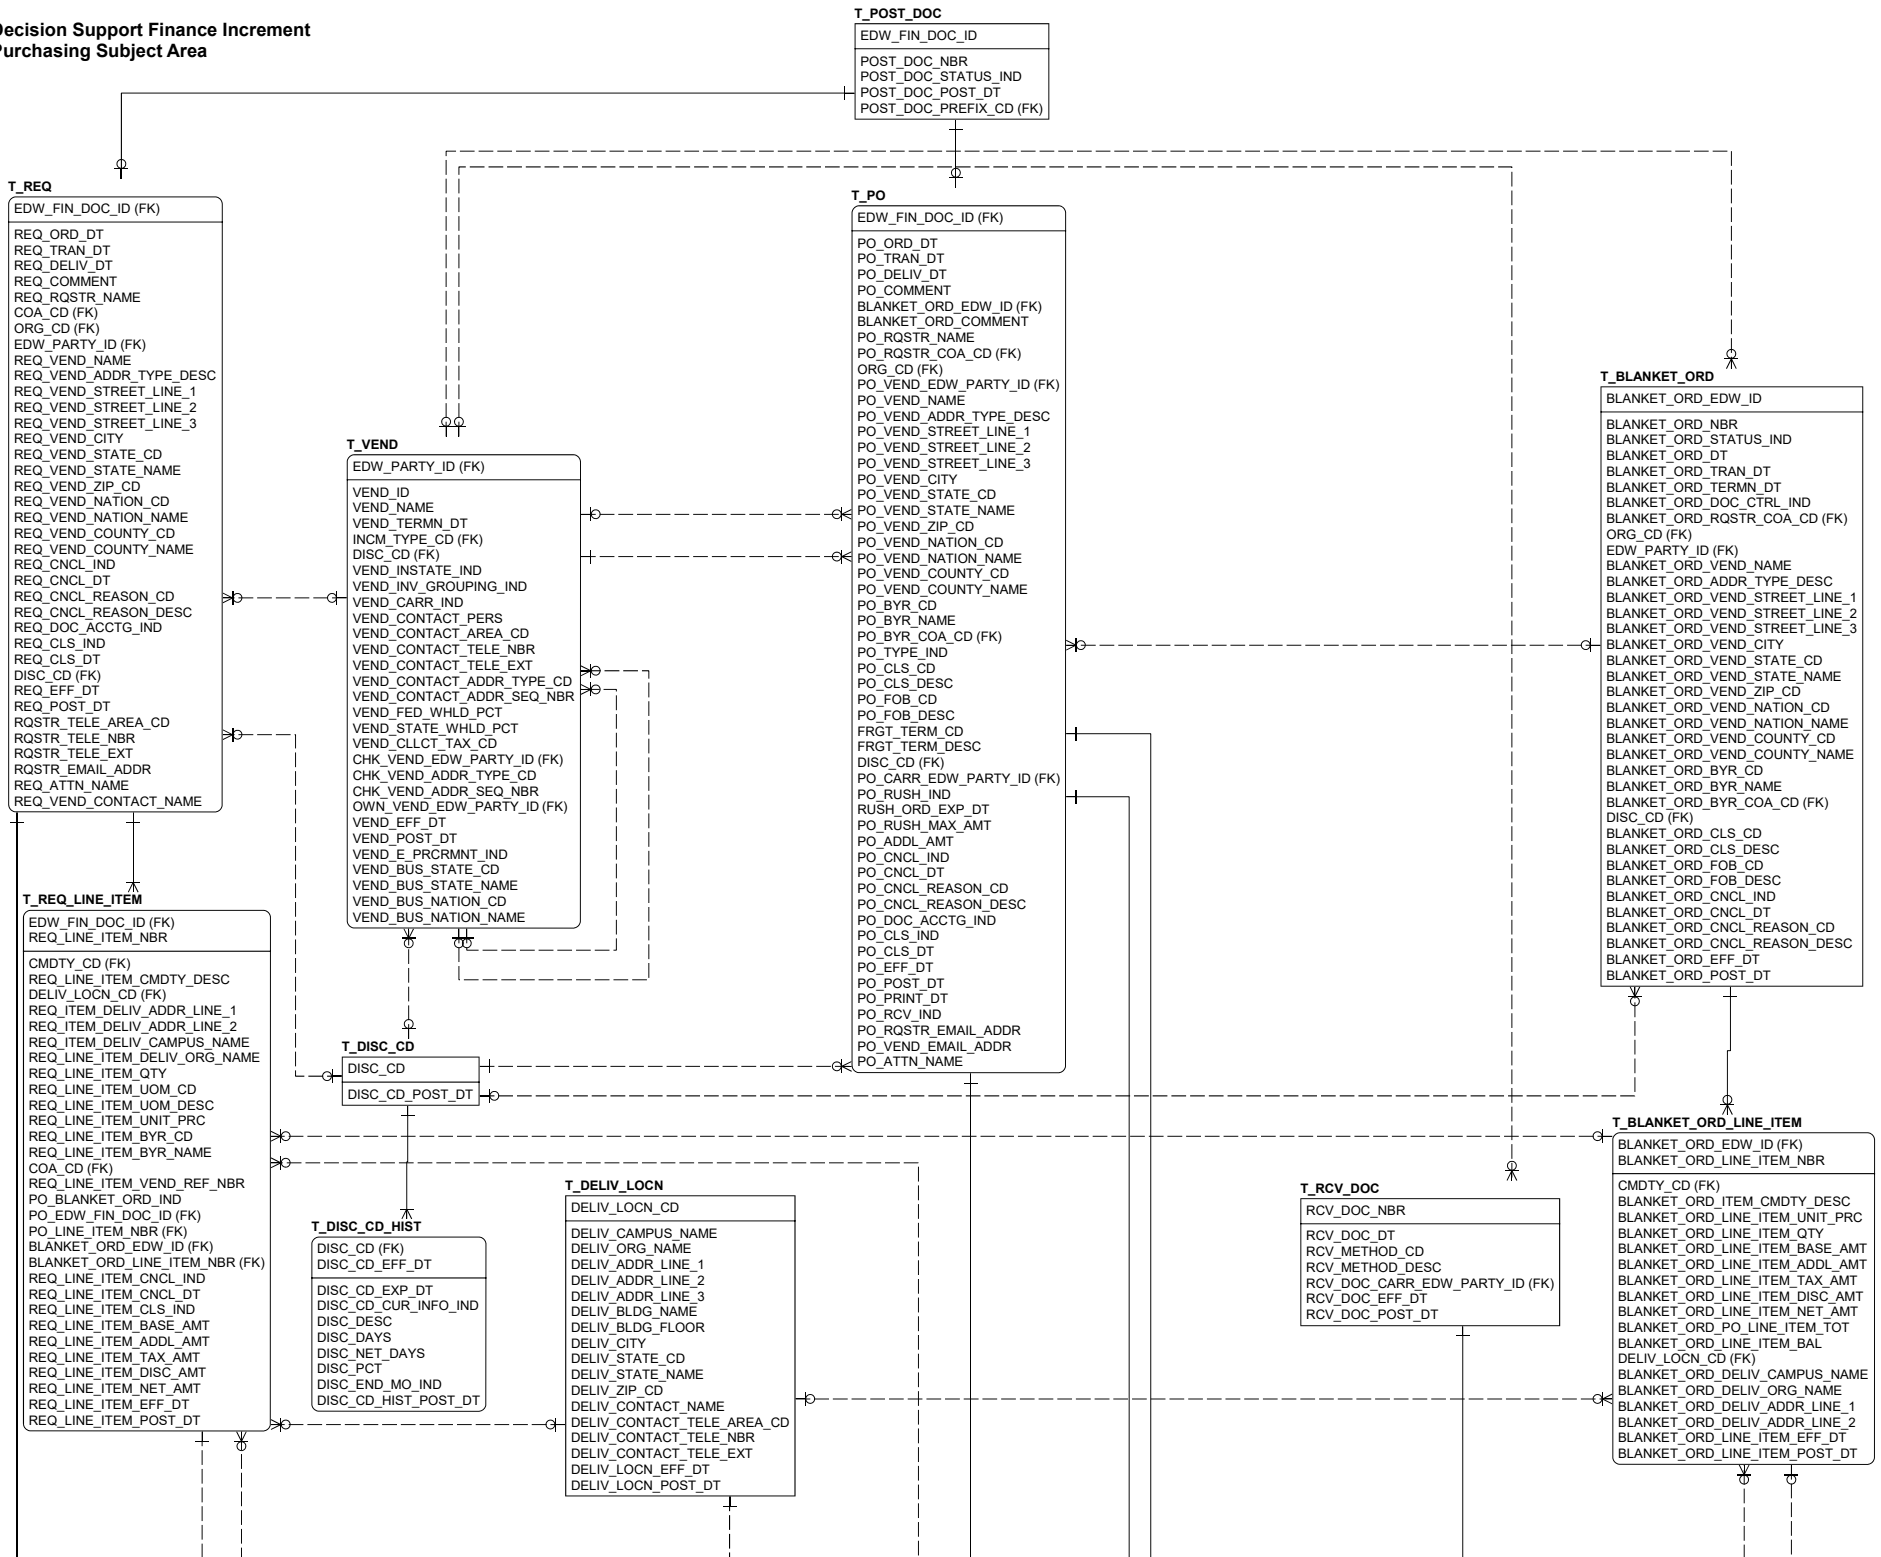 Decision Support Finance Increment
Purchasing Subject Area
T_POST_DOC
EDW_FIN_DOC_ID
POST_DOC_NBR
POST_DOC_STATUS_IND
POST_DOC_POST_DT
POST_DOC_PREFIX_CD (FK)
T_REQ
EDW_FIN_DOC_ID (FK)
REQ_ORD_DT
REQ_TRAN_DT
REQ_DELIV_DT
REQ_COMMENT
REQ_RQSTR_NAME
COA_CD (FK)
ORG_CD (FK)
EDW_PARTY_ID (FK)
REQ_VEND_NAME
REQ_VEND_ADDR_TYPE_DESC
REQ_VEND_STREET_LINE_1
REQ_VEND_STREET_LINE_2
REQ_VEND_STREET_LINE_3
REQ_VEND_CITY
REQ_VEND_STATE_CD
REQ_VEND_STATE_NAME
REQ_VEND_ZIP_CD
REQ_VEND_NATION_CD
REQ_VEND_NATION_NAME
REQ_VEND_COUNTY_CD
REQ_VEND_COUNTY_NAME
REQ_CNCL_IND
REQ_CNCL_DT
REQ_CNCL_REASON_CD
REQ_CNCL_REASON_DESC
REQ_DOC_ACCTG_IND
REQ_CLS_IND
REQ_CLS_DT
DISC_CD (FK)
REQ_EFF_DT
REQ_POST_DT
RQSTR_TELE_AREA_CD
RQSTR_TELE_NBR
RQSTR_TELE_EXT
RQSTR_EMAIL_ADDR
REQ_ATTN_NAME
REQ_VEND_CONTACT_NAME
T_VEND
EDW_PARTY_ID (FK)
VEND_ID
VEND_NAME
VEND_TERMN_DT
INCM_TYPE_CD (FK)
DISC_CD (FK)
VEND_INSTATE_IND
VEND_INV_GROUPING_IND
VEND_CARR_IND
VEND_CONTACT_PERS
VEND_CONTACT_AREA_CD
VEND_CONTACT_TELE_NBR
VEND_CONTACT_TELE_EXT
VEND_CONTACT_ADDR_TYPE_CD
VEND_CONTACT_ADDR_SEQ_NBR
VEND_FED_WHLD_PCT
VEND_STATE_WHLD_PCT
VEND_CLLCT_TAX_CD
CHK_VEND_EDW_PARTY_ID (FK)
CHK_VEND_ADDR_TYPE_CD
CHK_VEND_ADDR_SEQ_NBR
OWN_VEND_EDW_PARTY_ID (FK)
VEND_EFF_DT
VEND_POST_DT
VEND_E_PRCRMNT_IND
VEND_BUS_STATE_CD
VEND_BUS_STATE_NAME
VEND_BUS_NATION_CD
VEND_BUS_NATION_NAME
T_PO
EDW_FIN_DOC_ID (FK)
PO_ORD_DT
PO_TRAN_DT
PO_DELIV_DT
PO_COMMENT
BLANKET_ORD_EDW_ID (FK)
BLANKET_ORD_COMMENT
PO_RQSTR_NAME
PO_RQSTR_COA_CD (FK)
ORG_CD (FK)
PO_VEND_EDW_PARTY_ID (FK)
PO_VEND_NAME
PO_VEND_ADDR_TYPE_DESC
PO_VEND_STREET_LINE_1
PO_VEND_STREET_LINE_2
PO_VEND_STREET_LINE_3
PO_VEND_CITY
PO_VEND_STATE_CD
PO_VEND_STATE_NAME
PO_VEND_ZIP_CD
PO_VEND_NATION_CD
PO_VEND_NATION_NAME
PO_VEND_COUNTY_CD
PO_VEND_COUNTY_NAME
PO_BYR_CD
PO_BYR_NAME
PO_BYR_COA_CD (FK)
PO_TYPE_IND
PO_CLS_CD
PO_CLS_DESC
PO_FOB_CD
PO_FOB_DESC
FRGT_TERM_CD
FRGT_TERM_DESC
DISC_CD (FK)
PO_CARR_EDW_PARTY_ID (FK)
PO_RUSH_IND
RUSH_ORD_EXP_DT
PO_RUSH_MAX_AMT
PO_ADDL_AMT
PO_CNCL_IND
PO_CNCL_DT
PO_CNCL_REASON_CD
PO_CNCL_REASON_DESC
PO_DOC_ACCTG_IND
PO_CLS_IND
PO_CLS_DT
PO_EFF_DT
PO_POST_DT
PO_PRINT_DT
PO_RCV_IND
PO_RQSTR_EMAIL_ADDR
PO_VEND_EMAIL_ADDR
PO_ATTN_NAME
T_BLANKET_ORD
BLANKET_ORD_EDW_ID
BLANKET_ORD_NBR
BLANKET_ORD_STATUS_IND
BLANKET_ORD_DT
BLANKET_ORD_TRAN_DT
BLANKET_ORD_TERMN_DT
BLANKET_ORD_DOC_CTRL_IND
BLANKET_ORD_RQSTR_COA_CD (FK)
ORG_CD (FK)
EDW_PARTY_ID (FK)
BLANKET_ORD_VEND_NAME
BLANKET_ORD_ADDR_TYPE_DESC
BLANKET_ORD_VEND_STREET_LINE_1
BLANKET_ORD_VEND_STREET_LINE_2
BLANKET_ORD_VEND_STREET_LINE_3
BLANKET_ORD_VEND_CITY
BLANKET_ORD_VEND_STATE_CD
BLANKET_ORD_VEND_STATE_NAME
BLANKET_ORD_VEND_ZIP_CD
BLANKET_ORD_VEND_NATION_CD
BLANKET_ORD_VEND_NATION_NAME
BLANKET_ORD_VEND_COUNTY_CD
BLANKET_ORD_VEND_COUNTY_NAME
BLANKET_ORD_BYR_CD
BLANKET_ORD_BYR_NAME
BLANKET_ORD_BYR_COA_CD (FK)
DISC_CD (FK)
BLANKET_ORD_CLS_CD
BLANKET_ORD_CLS_DESC
BLANKET_ORD_FOB_CD
BLANKET_ORD_FOB_DESC
BLANKET_ORD_CNCL_IND
BLANKET_ORD_CNCL_DT
BLANKET_ORD_CNCL_REASON_CD
BLANKET_ORD_CNCL_REASON_DESC
BLANKET_ORD_EFF_DT
BLANKET_ORD_POST_DT
T_REQ_LINE_ITEM
EDW_FIN_DOC_ID (FK)
REQ_LINE_ITEM_NBR
CMDTY_CD (FK)
REQ_LINE_ITEM_CMDTY_DESC
DELIV_LOCN_CD (FK)
REQ_ITEM_DELIV_ADDR_LINE_1
REQ_ITEM_DELIV_ADDR_LINE_2
REQ_ITEM_DELIV_CAMPUS_NAME
REQ_LINE_ITEM_DELIV_ORG_NAME
REQ_LINE_ITEM_QTY
REQ_LINE_ITEM_UOM_CD
REQ_LINE_ITEM_UOM_DESC
REQ_LINE_ITEM_UNIT_PRC
REQ_LINE_ITEM_BYR_CD
REQ_LINE_ITEM_BYR_NAME
COA_CD (FK)
REQ_LINE_ITEM_VEND_REF_NBR
PO_BLANKET_ORD_IND
PO_EDW_FIN_DOC_ID (FK)
PO_LINE_ITEM_NBR (FK)
BLANKET_ORD_EDW_ID (FK)
BLANKET_ORD_LINE_ITEM_NBR (FK)
REQ_LINE_ITEM_CNCL_IND
REQ_LINE_ITEM_CNCL_DT
REQ_LINE_ITEM_CLS_IND
REQ_LINE_ITEM_BASE_AMT
REQ_LINE_ITEM_ADDL_AMT
REQ_LINE_ITEM_TAX_AMT
REQ_LINE_ITEM_DISC_AMT
REQ_LINE_ITEM_NET_AMT
REQ_LINE_ITEM_EFF_DT
REQ_LINE_ITEM_POST_DT
T_DISC_CD
DISC_CD
DISC_CD_POST_DT
T_DISC_CD_HIST
DISC_CD (FK)
DISC_CD_EFF_DT
DISC_CD_EXP_DT
DISC_CD_CUR_INFO_IND
DISC_DESC
DISC_DAYS
DISC_NET_DAYS
DISC_PCT
DISC_END_MO_IND
DISC_CD_HIST_POST_DT
T_DELIV_LOCN
DELIV_LOCN_CD
DELIV_CAMPUS_NAME
DELIV_ORG_NAME
DELIV_ADDR_LINE_1
DELIV_ADDR_LINE_2
DELIV_ADDR_LINE_3
DELIV_BLDG_NAME
DELIV_BLDG_FLOOR
DELIV_CITY
DELIV_STATE_CD
DELIV_STATE_NAME
DELIV_ZIP_CD
DELIV_CONTACT_NAME
DELIV_CONTACT_TELE_AREA_CD
DELIV_CONTACT_TELE_NBR
DELIV_CONTACT_TELE_EXT
DELIV_LOCN_EFF_DT
DELIV_LOCN_POST_DT
T_RCV_DOC
RCV_DOC_NBR
RCV_DOC_DT
RCV_METHOD_CD
RCV_METHOD_DESC
RCV_DOC_CARR_EDW_PARTY_ID (FK)
RCV_DOC_EFF_DT
RCV_DOC_POST_DT
T_BLANKET_ORD_LINE_ITEM
BLANKET_ORD_EDW_ID (FK)
BLANKET_ORD_LINE_ITEM_NBR
CMDTY_CD (FK)
BLANKET_ORD_ITEM_CMDTY_DESC
BLANKET_ORD_LINE_ITEM_UNIT_PRC
BLANKET_ORD_LINE_ITEM_QTY
BLANKET_ORD_LINE_ITEM_BASE_AMT
BLANKET_ORD_LINE_ITEM_ADDL_AMT
BLANKET_ORD_LINE_ITEM_TAX_AMT
BLANKET_ORD_LINE_ITEM_DISC_AMT
BLANKET_ORD_LINE_ITEM_NET_AMT
BLANKET_ORD_PO_LINE_ITEM_TOT
BLANKET_ORD_LINE_ITEM_BAL
DELIV_LOCN_CD (FK)
BLANKET_ORD_DELIV_CAMPUS_NAME
BLANKET_ORD_DELIV_ORG_NAME
BLANKET_ORD_DELIV_ADDR_LINE_1
BLANKET_ORD_DELIV_ADDR_LINE_2
BLANKET_ORD_LINE_ITEM_EFF_DT
BLANKET_ORD_LINE_ITEM_POST_DT